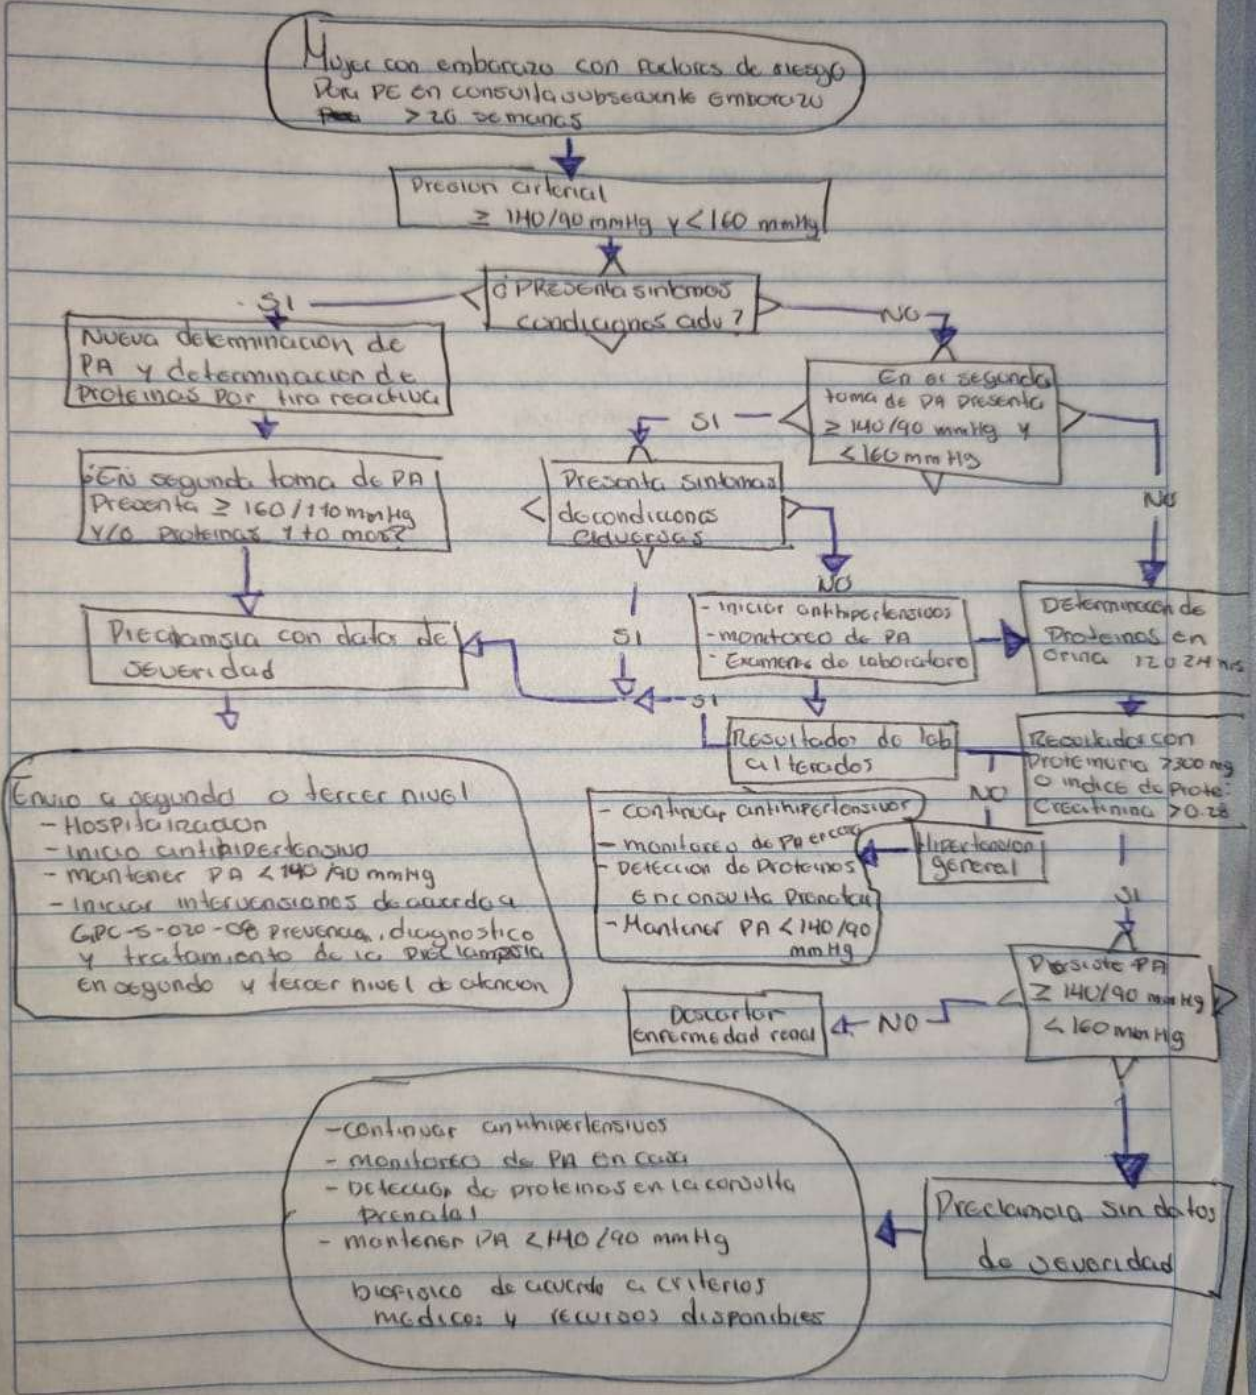 Mujer con embarazo con factores de riesgo
Para PE en consulta subsecuente embarazo
>20 semanas
Presion arterial
≥ 140/90 mmHg y <160 mmHg
¿Presenta sintomas
condiciones adv?
SI
NO
Nueva determinacion de
PA y determinacion de
Proteinas por tira reactiva
En segunda
toma de PA presenta
≥ 140/90 mmHg y
<160 mmHg
SI
NO
¿En segunda toma de PA
Presenta ≥ 160/110 mmHg
Y/O Proteinas 1+o mas?
Presenta sintomas
de condiciones
adversas
NO
SI
Preclamsia con datos de
severidad
- Iniciar antihipertensivos
- monitoreo de PA
- Examenes de laboratoro
Determinacion de
Proteinas en
orina 12 o 24 hrs
SI
Resultados de lab
alterados
NO
Resultados con
Proteinuria >300 mg
O indice de prote:
Creatinina >0.28
SI
Envio a segundo o tercer nivel
- Hospitalizacion
- Inicio antihipertensivo
- mantener PA < 140/90 mmHg
- Iniciar intervensiones de acuerdo a
GPC-S-020-08 prevencion, diagnostico
y tratamiento de la preclampsia
en segundo y tercer nivel de atencion
- continuar antihipertensivos
- monitoreo de PA en casa
- Deteccion de Proteinas
en consulta Prenatal
- Mantener PA < 140/90
mmHg
Hipertencion
general
Persiste PA
≥ 140/90 mmHg
< 160 mmHg
NO
Descartar
enfermedad renal
- continuar antihipertensivos
- monitoreo de PA en casa
- Deteccion de proteinas en la consulta
prenatal
- mantener PA < 140/90 mmHg
biofisico de acuerdo a criterios
medicos y recursos disponibles
Preclamsia sin datos
de severidad